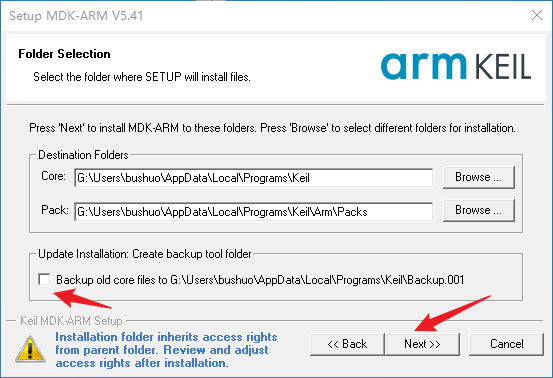 Setup MDK-ARM V5.41
Folder Selection
Select the folder where SETUP will install files.
arm KEIL
Press 'Next' to install MDK-ARM to these folders. Press 'Browse' to select different folders for installation.
Destination Folders
Core: G:\Users\bushuo\AppData\Local\Programs\Keil Browse ...
Pack: G:\Users\bushuo\AppData\Local\Programs\Keil\Arm\Packs Browse ...
Update Installation: Create backup tool folder
Backup old core files to G:\Users\bushuo\AppData\Local\Programs\Keil\Backup.001
Keil MDK-ARM Setup
Installation folder inherits access rights
from parent folder. Review and adjust
access rights after installation.
<< Back Next >> Cancel